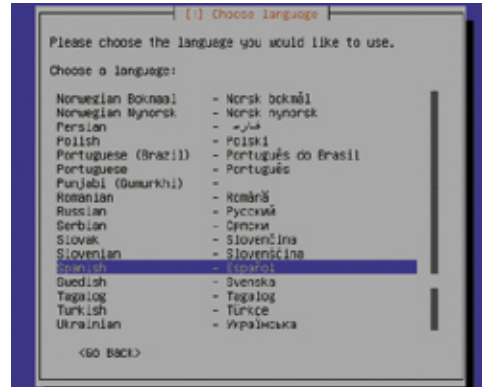 [!] Choose language
Please choose the language you would like to use.
Choose a language:
Norwegian Bokmaal - Norsk bokmål
Norwegian Nynorsk - Norsk nynorsk
Persian - فارسی
Polish - Polski
Portuguese (Brazil) - Português do Brasil
Portuguese - Português
Punjabi (Gumurkhi) -
Romanian - Română
Russian - Русский
Serbian - Српски
Slovak - Slovenčina
Slovenian - Slovenščina
Spanish - Español
Swedish - Svenska
Tagalog - Tagalog
Turkish - Türkçe
Ukrainian - Українська
<Go Back>